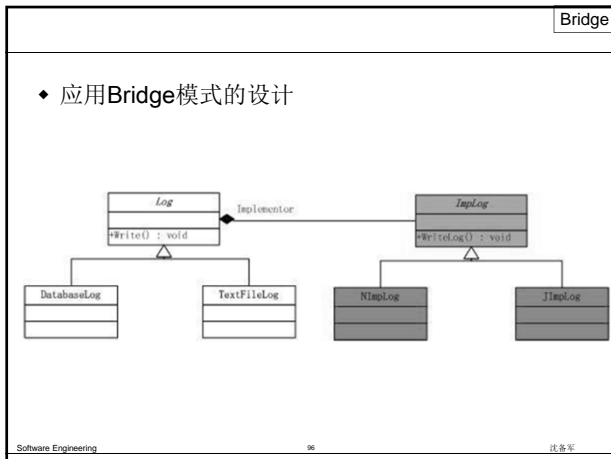 Bridge
◆ 应用Bridge模式的设计
Log
+Write() : void
Implementor
ImpLog
+WriteLog() : void
DatabaseLog
TextFileLog
NImpLog
JImpLog
Software Engineering
96
沈备军